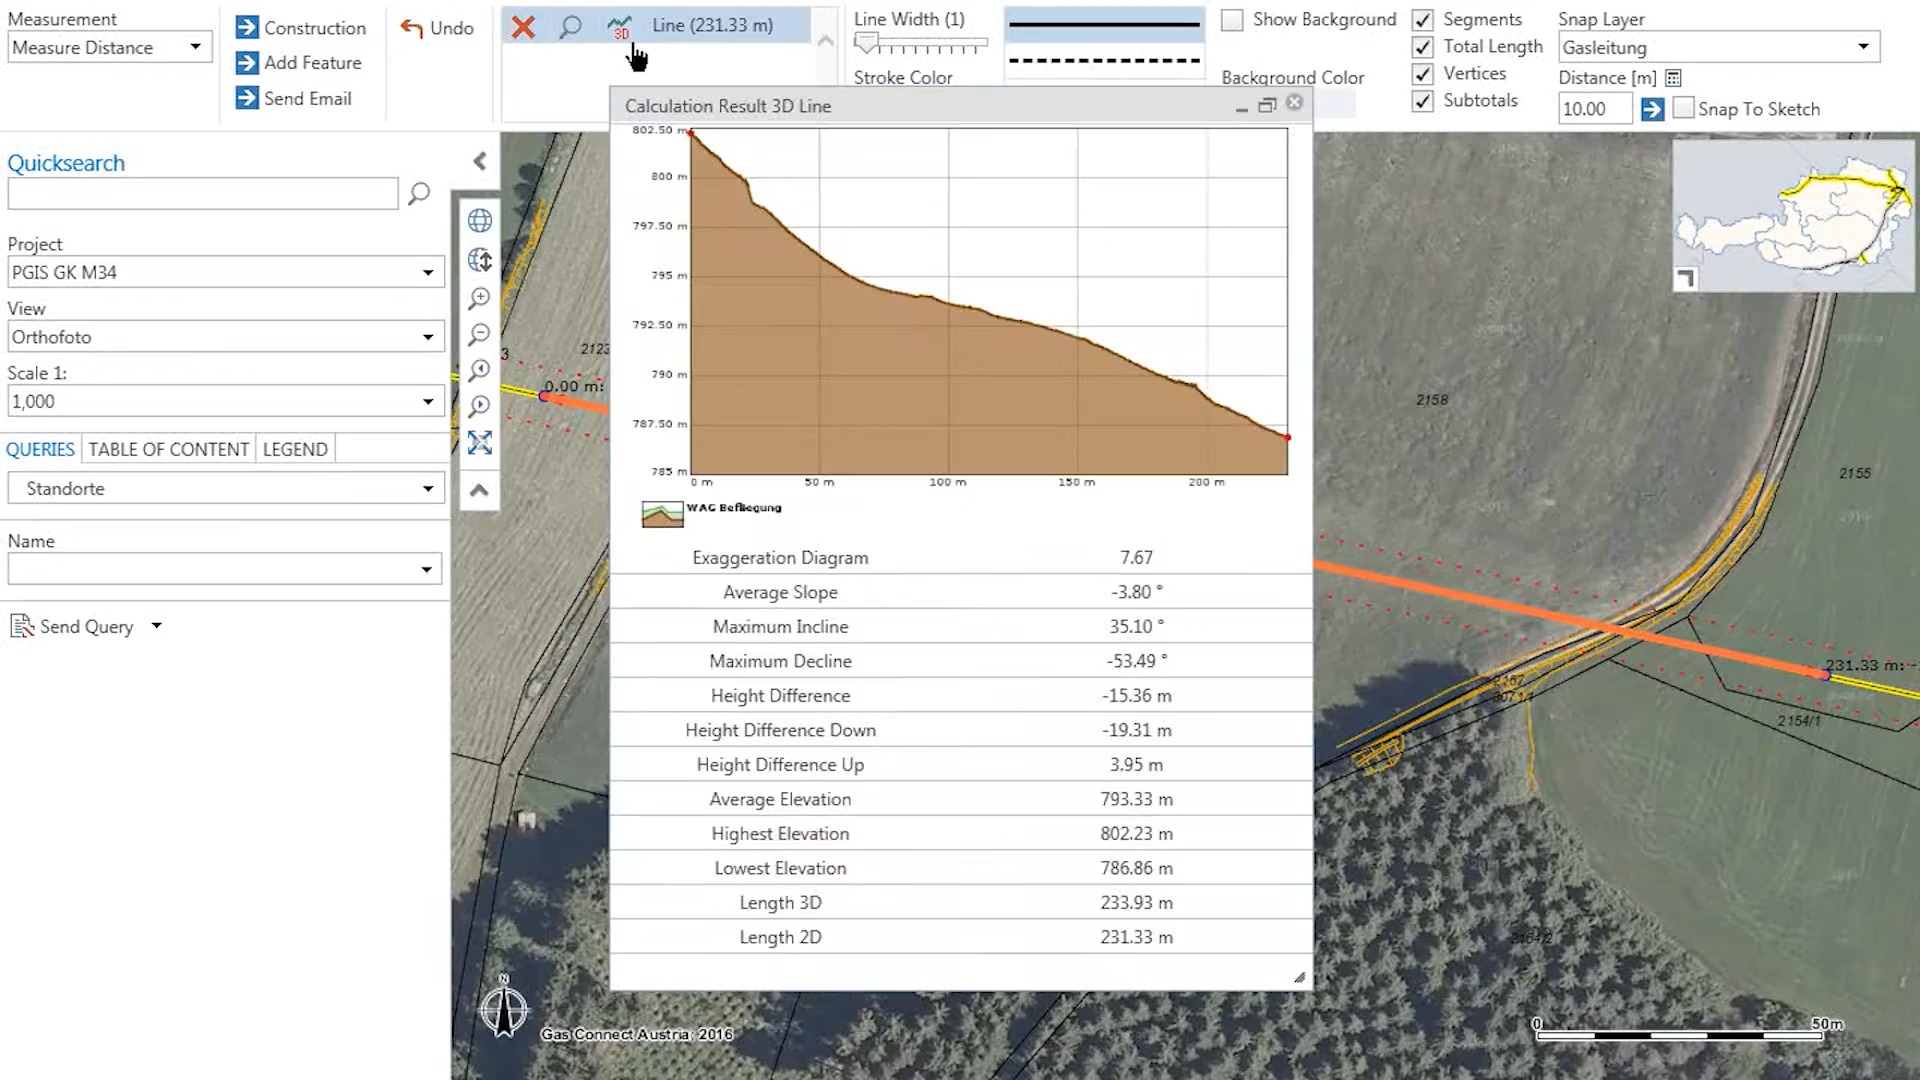 Measurement
Measure Distance
Construction
Add Feature
Send Email
Undo
3D
Line (231.33 m)
Line Width (1)
Stroke Color
Show Background
Background Color
Segments
Total Length
Vertices
Subtotals
Snap Layer
Gasleitung
Distance [m]
10.00
Snap To Sketch
Quicksearch
Project
PGIS GK M34
View
Orthofoto
Scale 1:
1,000
QUERIES
TABLE OF CONTENT
LEGEND
Standorte
Name
Send Query
Calculation Result 3D Line
802.50 m
800 m
797.50 m
795 m
792.50 m
790 m
787.50 m
785 m
0 m
50 m
100 m
150 m
200 m
WAG Befliegung
Exaggeration Diagram 7.67
Average Slope -3.80 °
Maximum Incline 35.10 °
Maximum Decline -53.49 °
Height Difference -15.36 m
Height Difference Down -19.31 m
Height Difference Up 3.95 m
Average Elevation 793.33 m
Highest Elevation 802.23 m
Lowest Elevation 786.86 m
Length 3D 233.93 m
Length 2D 231.33 m
3
2123
0.00 m:
2158
2155
231.33 m:
2154/1
N
Gas Connect Austria, 2016
0
50m